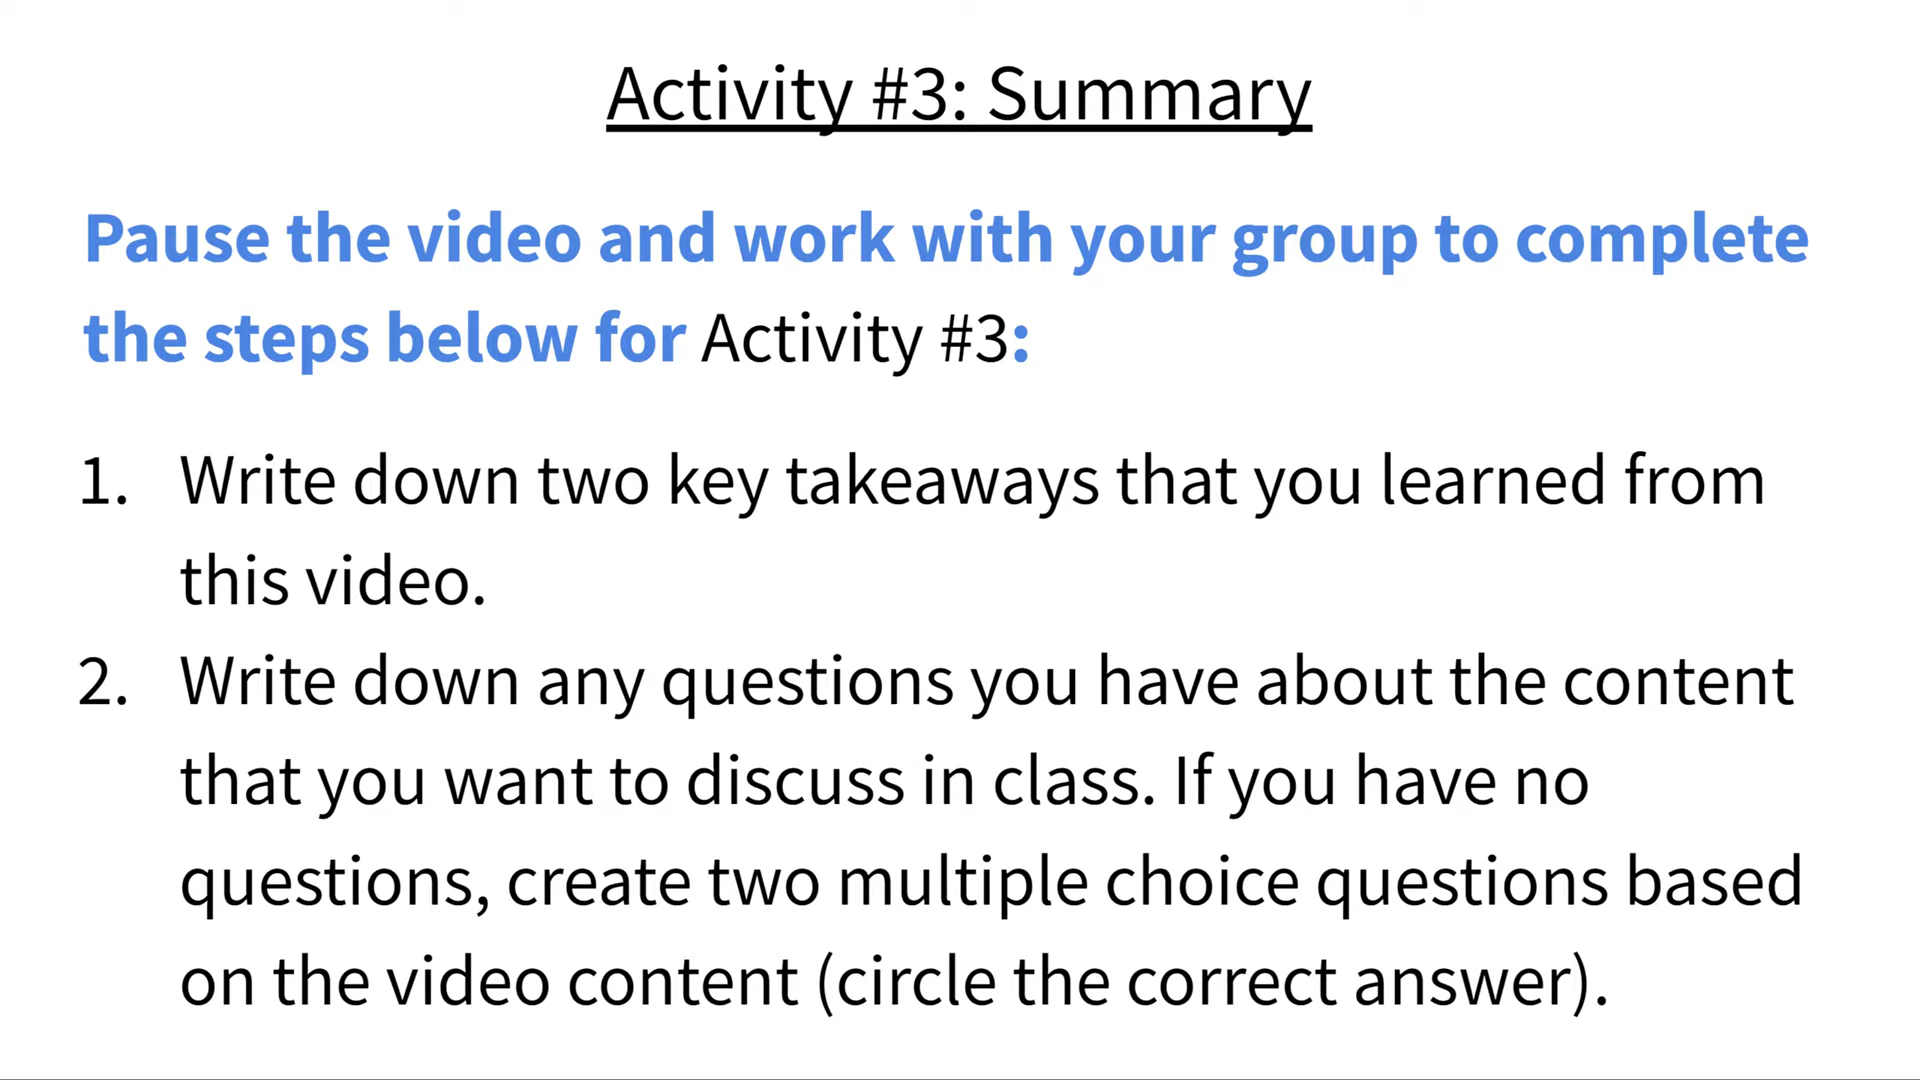 Activity #3: Summary
Pause the video and work with your group to complete
the steps below for Activity #3:
1. Write down two key takeaways that you learned from
this video.
2. Write down any questions you have about the content
that you want to discuss in class. If you have no
questions, create two multiple choice questions based
on the video content (circle the correct answer).